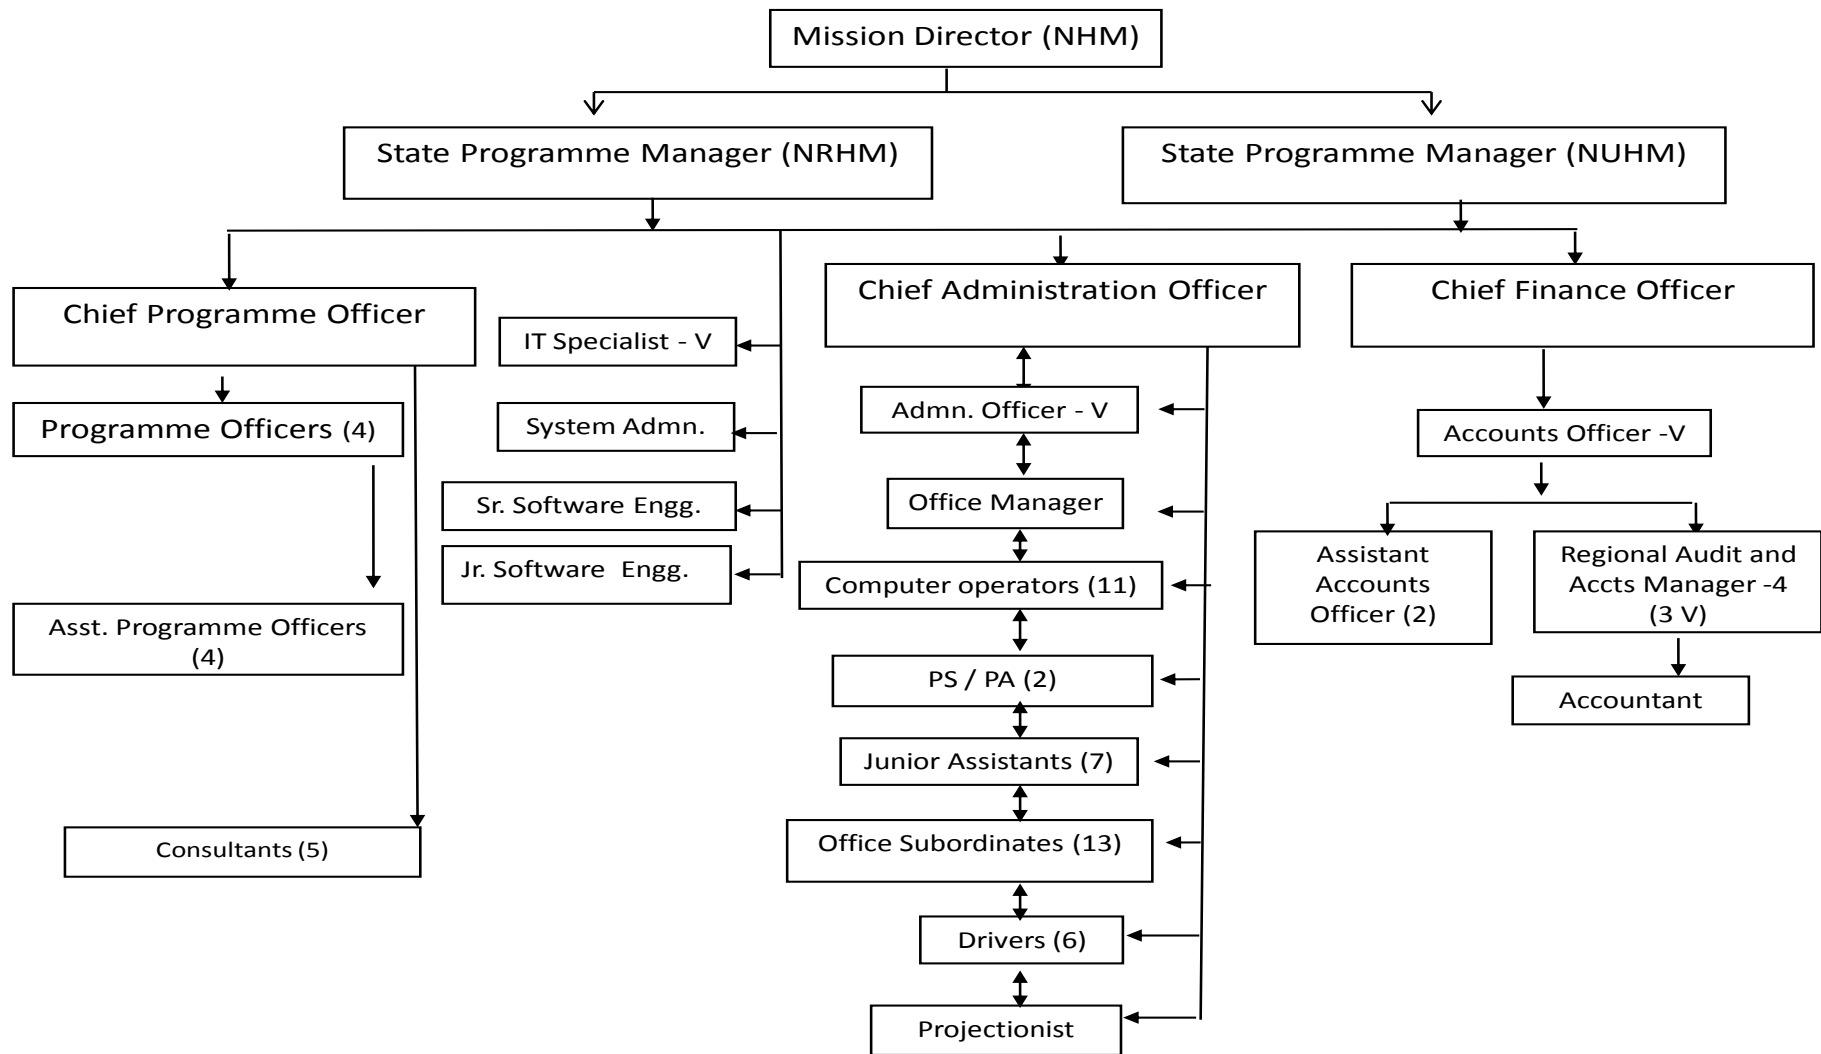 Mission Director (NHM)
State Programme Manager (NRHM)
State Programme Manager (NUHM)
Chief Programme Officer
Programme Officers (4)
Asst. Programme Officers
(4)
Consultants (5)
IT Specialist - V
System Admn.
Sr. Software Engg.
Jr. Software Engg.
Chief Administration Officer
Admn. Officer - V
Office Manager
Computer operators (11)
PS / PA (2)
Junior Assistants (7)
Office Subordinates (13)
Drivers (6)
Projectionist
Chief Finance Officer
Accounts Officer -V
Assistant
Accounts
Officer (2)
Regional Audit and
Accts Manager -4
(3 V)
Accountant